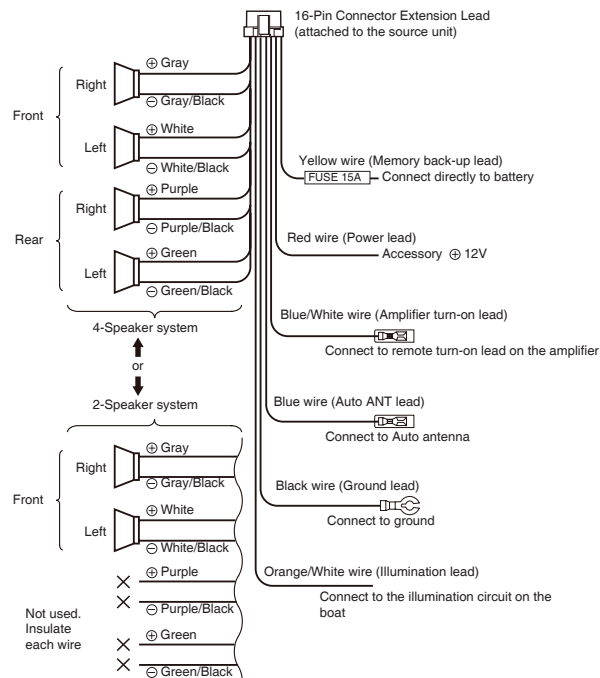 16-Pin Connector Extension Lead
(attached to the source unit)
Front
Right
⊕ Gray
⊖ Gray/Black
Left
⊕ White
⊖ White/Black
Rear
Right
⊕ Purple
⊖ Purple/Black
Left
⊕ Green
⊖ Green/Black
4-Speaker system
or
2-Speaker system
Front
Right
⊕ Gray
⊖ Gray/Black
Left
⊕ White
⊖ White/Black
⊕ Purple
⊖ Purple/Black
Not used.
Insulate
each wire
⊕ Green
⊖ Green/Black
Yellow wire (Memory back-up lead)
FUSE 15A
Connect directly to battery
Red wire (Power lead)
Accessory ⊕ 12V
Blue/White wire (Amplifier turn-on lead)
Connect to remote turn-on lead on the amplifier
Blue wire (Auto ANT lead)
Connect to Auto antenna
Black wire (Ground lead)
Connect to ground
Orange/White wire (Illumination lead)
Connect to the illumination circuit on the
boat